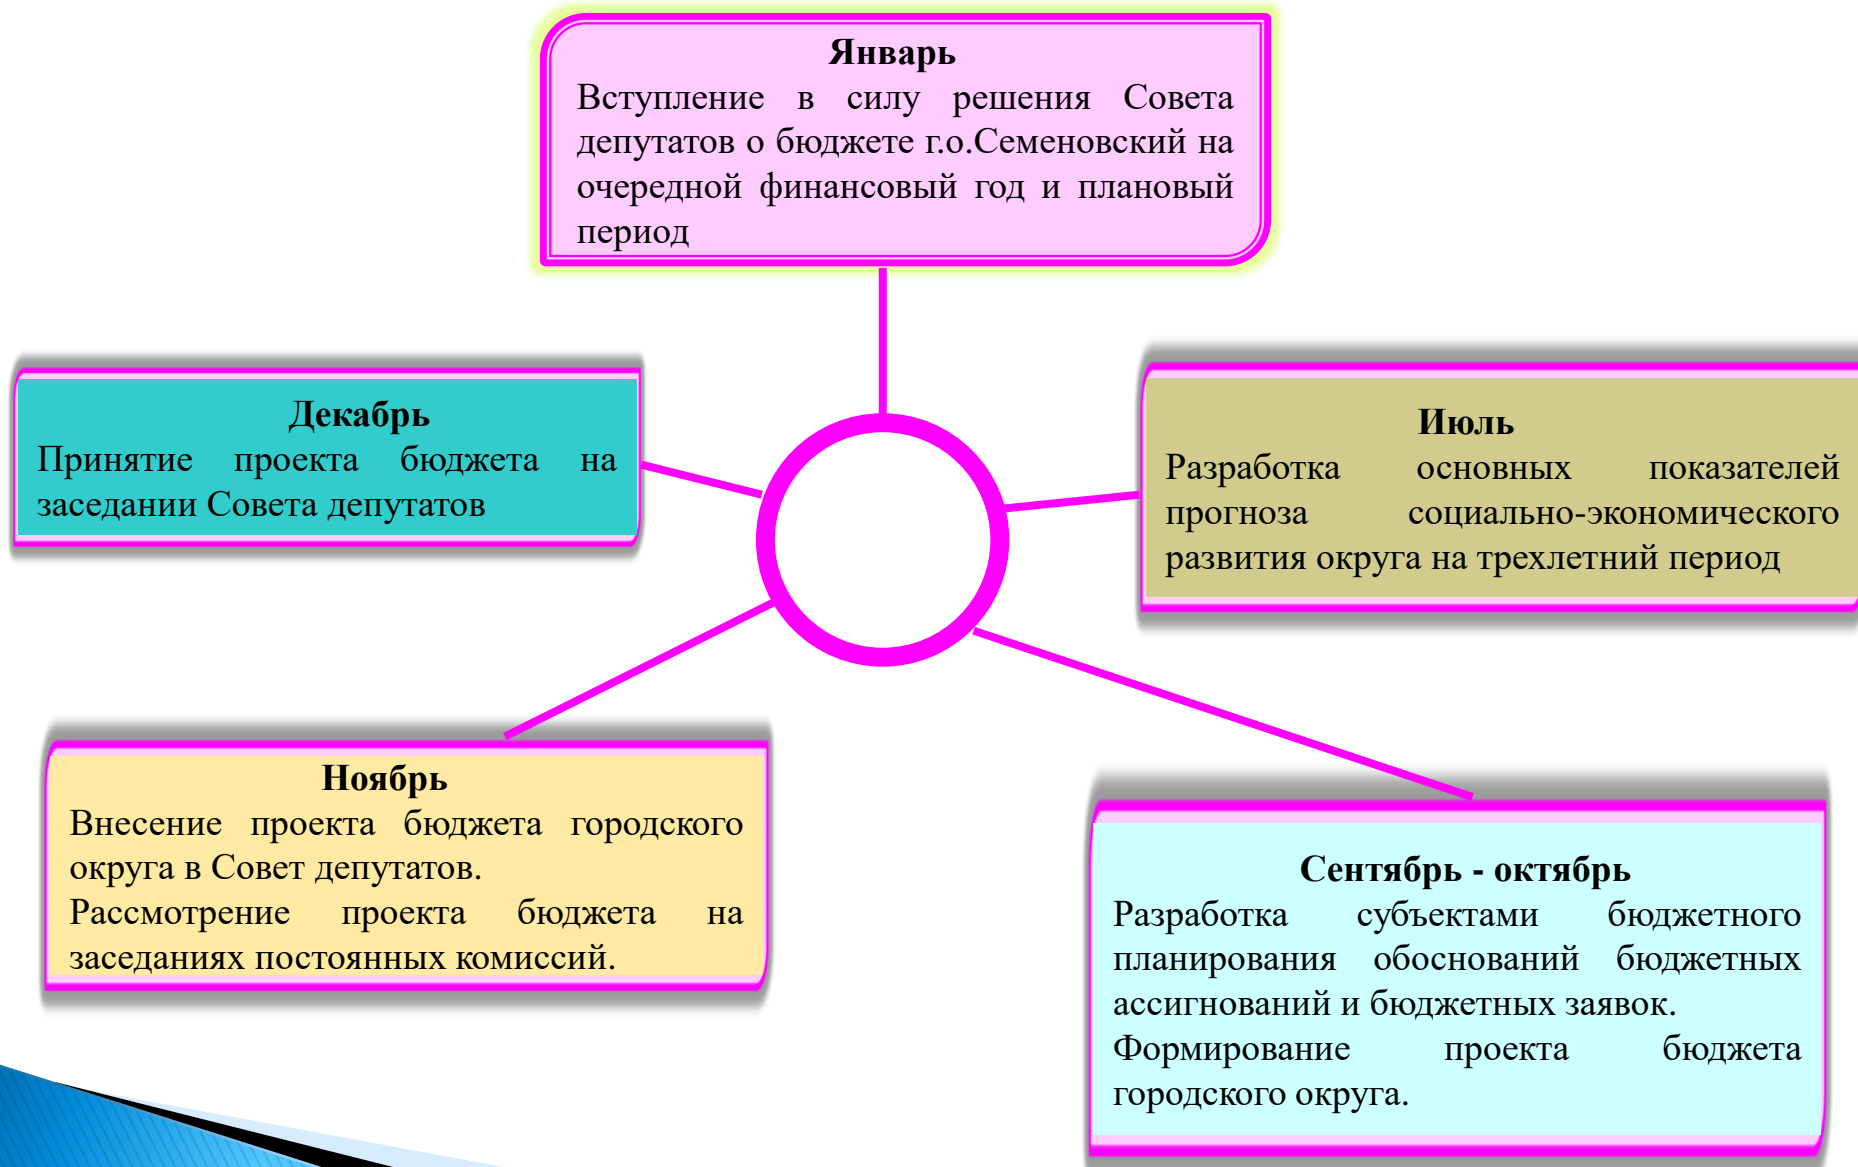 Январь
Вступление в силу решения Совета
депутатов о бюджете г.о.Семеновский на
очередной финансовый год и плановый
период
Декабрь
Принятие проекта бюджета на
заседании Совета депутатов
Июль
Разработка основных показателей
прогноза социально-экономического
развития округа на трехлетний период
Ноябрь
Внесение проекта бюджета городского
округа в Совет депутатов.
Рассмотрение проекта бюджета на
заседаниях постоянных комиссий.
Сентябрь - октябрь
Разработка субъектами бюджетного
планирования обоснований бюджетных
ассигнований и бюджетных заявок.
Формирование проекта бюджета
городского округа.